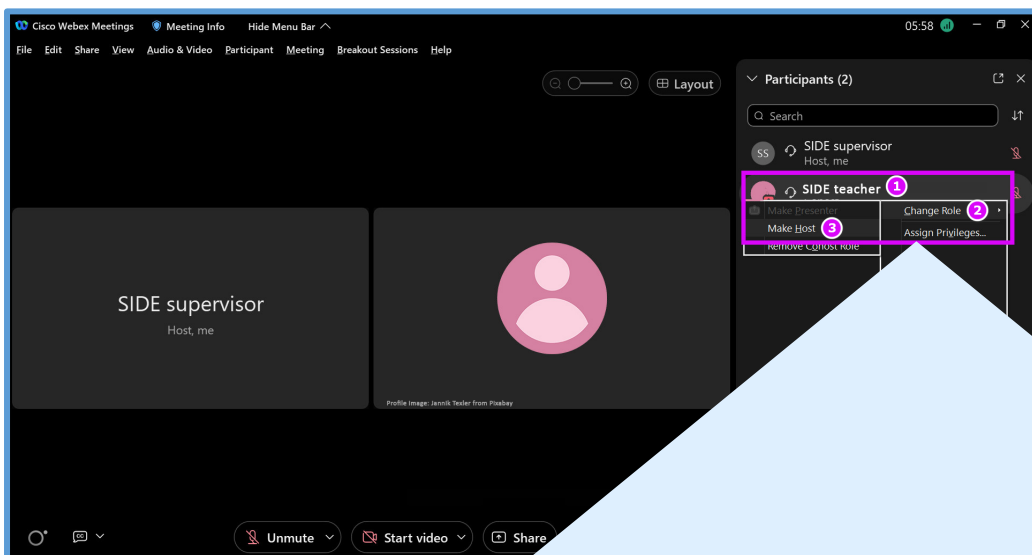 Cisco Webex Meetings Meeting Info Hide Menu Bar 05:58
File Edit Share View Audio & Video Participant Meeting Breakout Sessions Help
Layout
Participants (2)
Search
SS SIDE supervisor
Host, me
SIDE teacher 1
Make Presenter Change Role 2
Make Host 3 Assign Privileges...
Remove Cohost Role
SIDE supervisor
Host, me
Profile Image: Jannik Texler from Pixabay
CC Unmute Start video Share